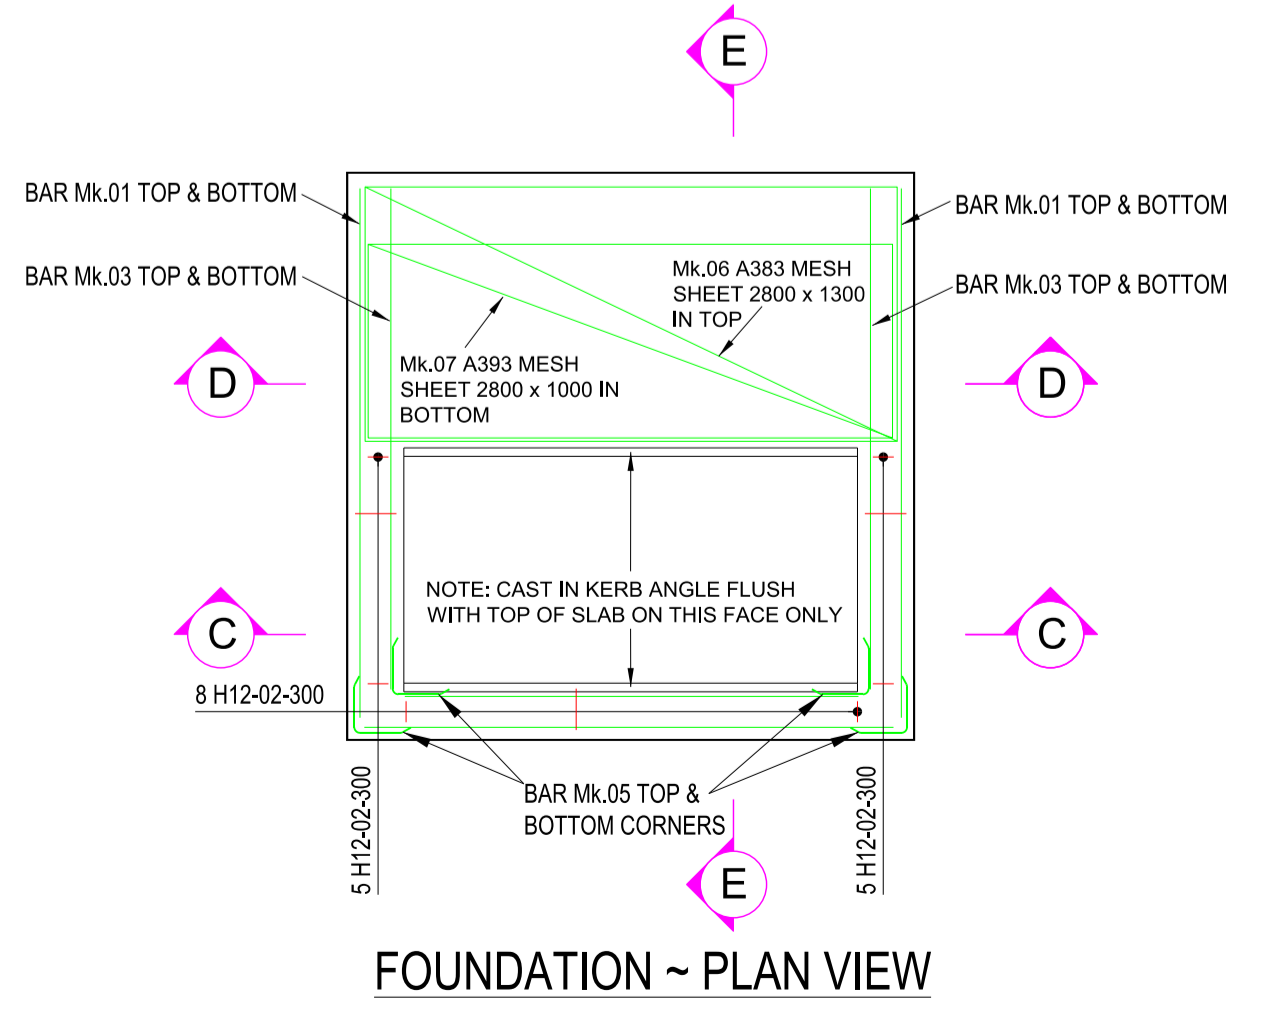 E
BAR Mk.01 TOP & BOTTOM
BAR Mk.01 TOP & BOTTOM
BAR Mk.03 TOP & BOTTOM
BAR Mk.03 TOP & BOTTOM
Mk.06 A383 MESH
SHEET 2800 x 1300
IN TOP
Mk.07 A393 MESH
SHEET 2800 x 1000 IN
BOTTOM
D
D
NOTE: CAST IN KERB ANGLE FLUSH
WITH TOP OF SLAB ON THIS FACE ONLY
C
C
8 H12-02-300
5 H12-02-300
5 H12-02-300
BAR Mk.05 TOP &
BOTTOM CORNERS
E
FOUNDATION ~ PLAN VIEW